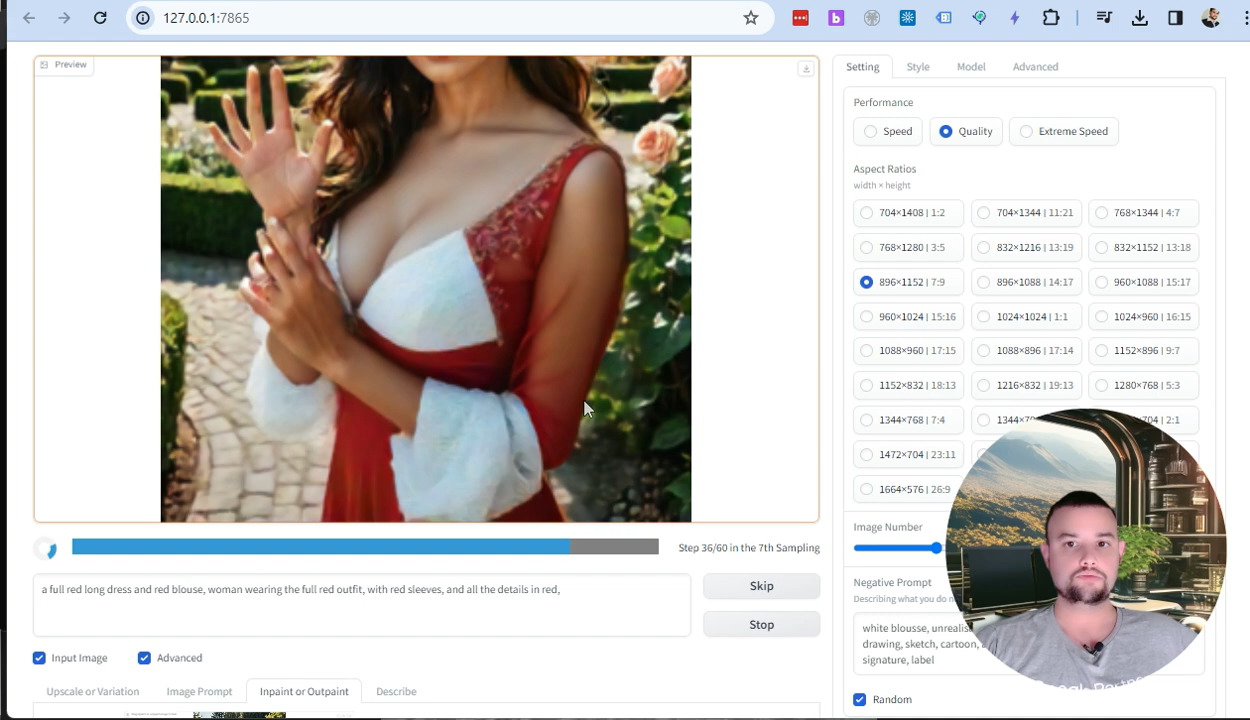 127.0.0.1:7865
Preview
Setting
Style
Model
Advanced
Performance
Speed
Quality
Extreme Speed
Aspect Ratios
width × height
704×1408 | 1:2
704×1344 | 11:21
768×1344 | 4:7
768×1280 | 3:5
832×1216 | 13:19
832×1152 | 13:18
896×1152 | 7:9
896×1088 | 14:17
960×1088 | 15:17
960×1024 | 15:16
1024×1024 | 1:1
1024×960 | 16:15
1088×960 | 17:15
1088×896 | 17:14
1152×896 | 9:7
1152×832 | 18:13
1216×832 | 19:13
1280×768 | 5:3
1344×768 | 7:4
704 | 2:1
1472×704 | 23:11
1664×576 | 26:9
Image Number
Step 36/60 in the 7th Sampling
a full red long dress and red blouse, woman wearing the full red outfit, with red sleeves, and all the details in red,
Skip
Stop
Negative Prompt
Describing what you do
white blousse,
drawing, sketch, cartoon,
signature, label
Input Image
Advanced
Upscale or Variation
Image Prompt
Inpaint or Outpaint
Describe
Random